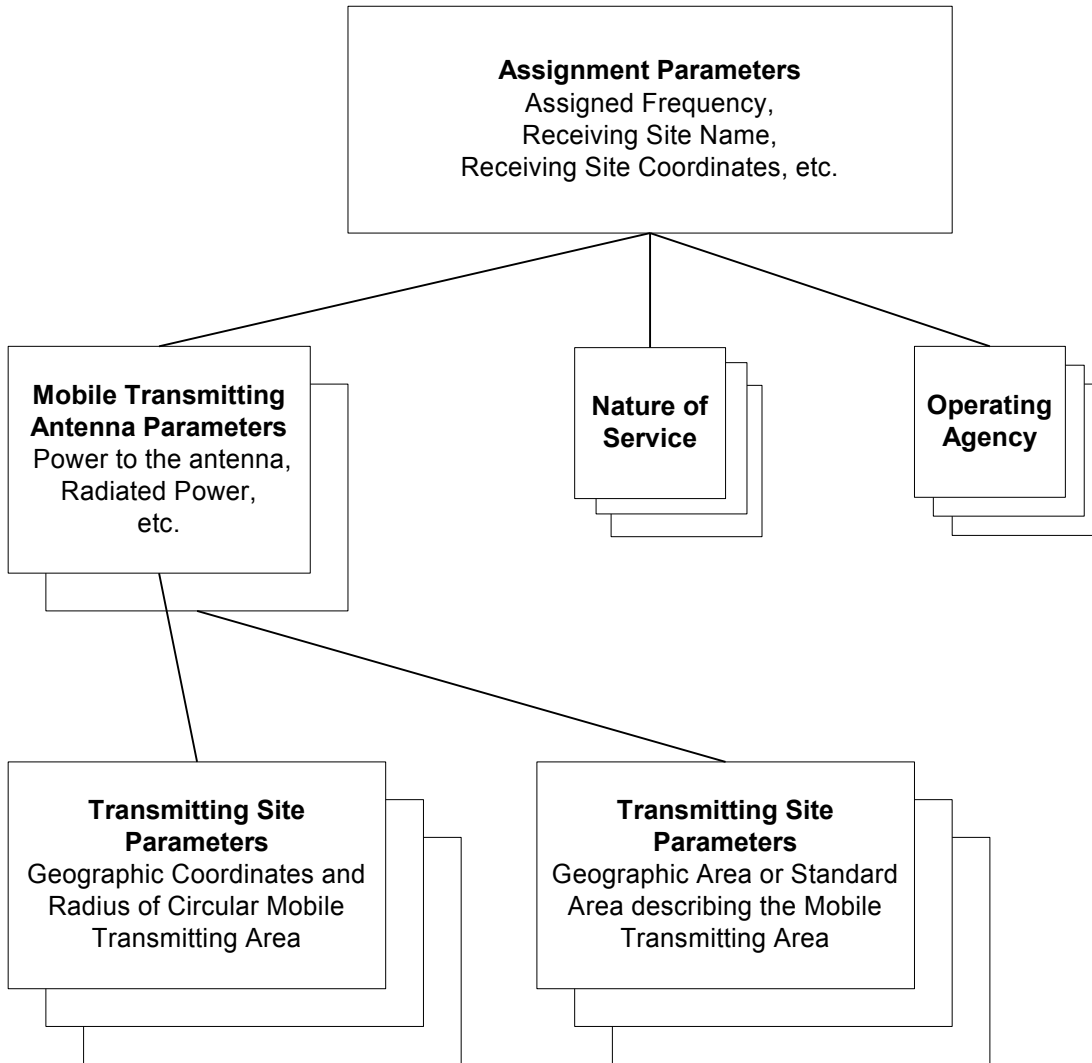 Assignment Parameters
Assigned Frequency,
Receiving Site Name,
Receiving Site Coordinates, etc.
Mobile Transmitting
Antenna Parameters
Power to the antenna,
Radiated Power,
etc.
Nature of
Service
Operating
Agency
Transmitting Site
Parameters
Geographic Coordinates and
Radius of Circular Mobile
Transmitting Area
Transmitting Site
Parameters
Geographic Area or Standard
Area describing the Mobile
Transmitting Area